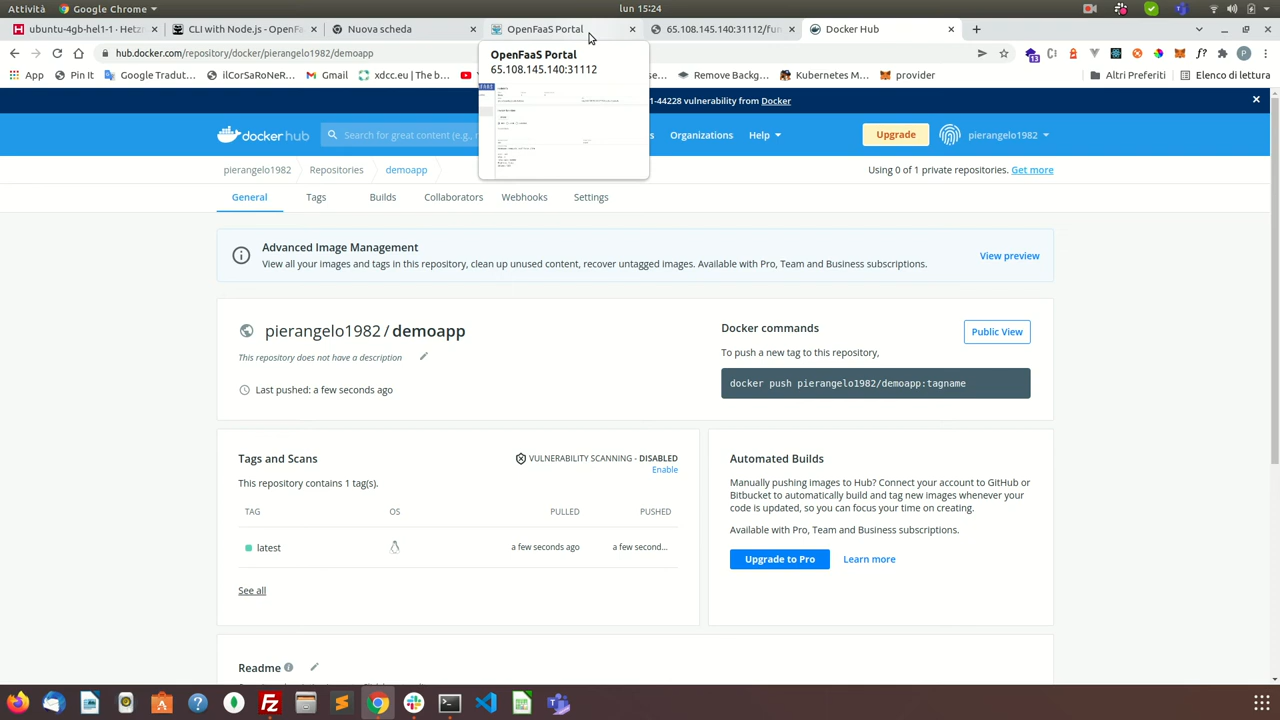 Attività
Google Chrome
lun 15:24
ubuntu-4gb-hel1-1 - Hetz
CLI with Node.js - OpenFa
Nuova scheda
OpenFaaS Portal
65.108.145.140:31112/fun
Docker Hub
hub.docker.com/repository/docker/pierangelo1982/demoapp
App
Pin It
Google Tradut...
ilCorSaRoNeR...
Gmail
xdcc.eu | The b...
Remove Backg...
Kubernetes M...
provider
Altri Preferiti
Elenco di lettura
OpenFaaS Portal
65.108.145.140:31112
1-44228 vulnerability from Docker
docker hub
Search for great content (e.g.,
Organizations
Help
Upgrade
pierangelo1982
pierangelo1982
Repositories
demoapp
Using 0 of 1 private repositories. Get more
General
Tags
Builds
Collaborators
Webhooks
Settings
Advanced Image Management
View all your images and tags in this repository, clean up unused content, recover untagged images. Available with Pro, Team and Business subscriptions.
View preview
pierangelo1982 / demoapp
This repository does not have a description
Last pushed: a few seconds ago
Docker commands
Public View
To push a new tag to this repository,
docker push pierangelo1982/demoapp:tagname
Tags and Scans
VULNERABILITY SCANNING - DISABLED
Enable
This repository contains 1 tag(s).
TAG
OS
PULLED
PUSHED
latest
a few seconds ago
a few second...
See all
Automated Builds
Manually pushing images to Hub? Connect your account to GitHub or
Bitbucket to automatically build and tag new images whenever your
code is updated, so you can focus your time on creating.
Available with Pro, Team and Business subscriptions.
Upgrade to Pro
Learn more
Readme